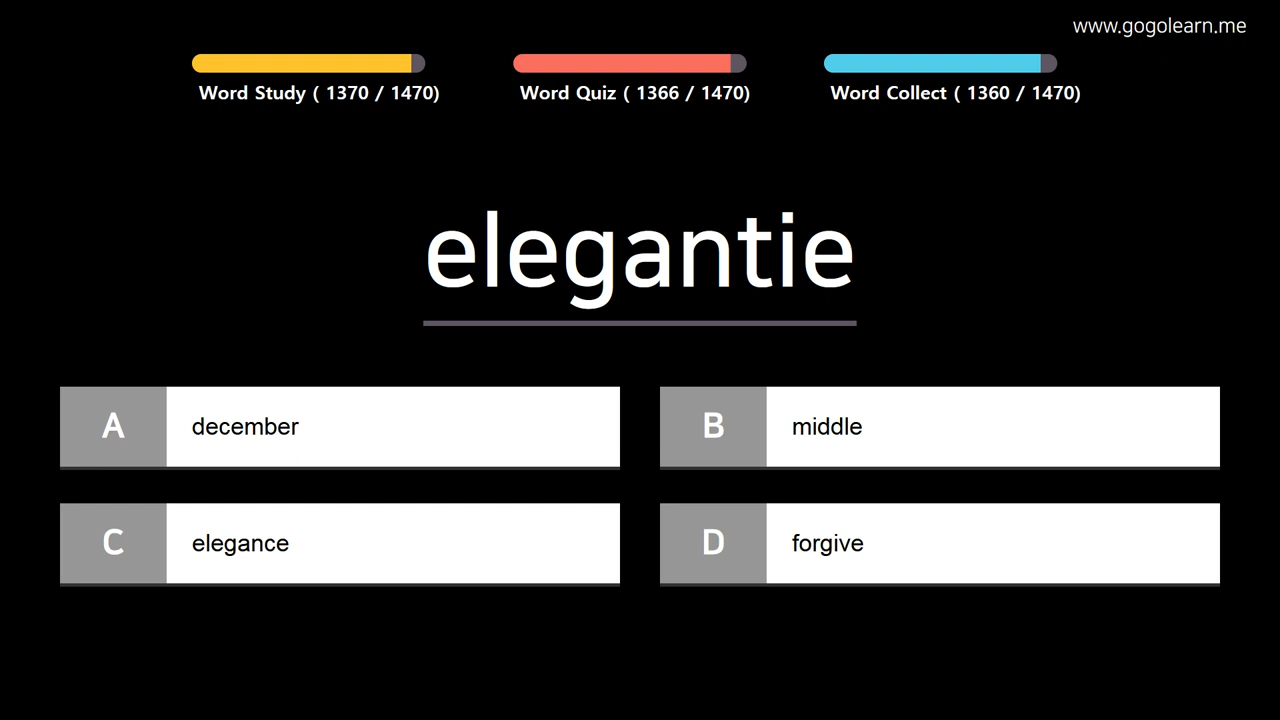 www.gogolearn.me
Word Study ( 1370 / 1470)
Word Quiz ( 1366 / 1470)
Word Collect ( 1360 / 1470)
elegantie
A december
B middle
C elegance
D forgive